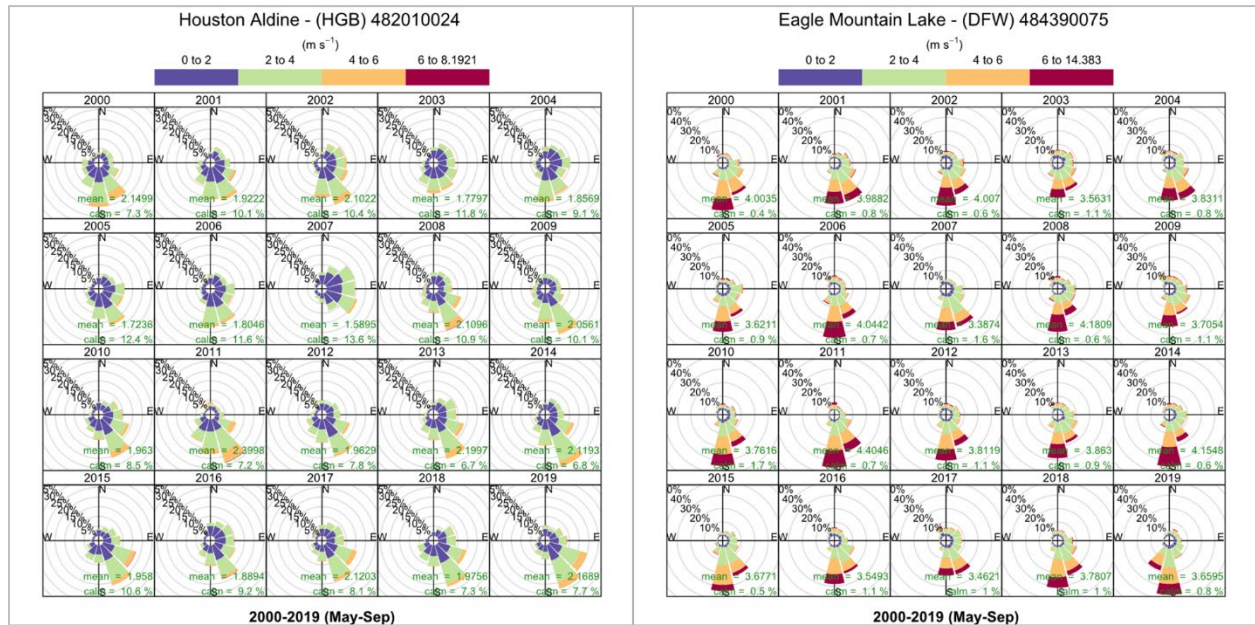 Houston Aldine - (HGB) 482010024
(m s⁻¹)
0 to 2 2 to 4 4 to 6 6 to 8.1921
2000 2001 2002 2003 2004
5% 30% 25% 20% 15% 10% 5%
N
W E
S
mean = 2.1499 mean = 1.9222 mean = 2.1022 mean = 1.7797 mean = 1.8569
calm = 7.3 % calm = 10.1 % calm = 10.4 % calm = 11.8 % calm = 9.1 %
2005 2006 2007 2008 2009
mean = 1.7236 mean = 1.8046 mean = 1.5895 mean = 2.1096 mean = 2.0561
calm = 12.4 % calm = 11.6 % calm = 13.6 % calm = 10.9 % calm = 10.1 %
2010 2011 2012 2013 2014
mean = 1.963 mean = 2.3998 mean = 1.9629 mean = 2.1997 mean = 2.1193
calm = 8.5 % calm = 7.2 % calm = 7.8 % calm = 6.7 % calm = 6.8 %
2015 2016 2017 2018 2019
mean = 1.958 mean = 1.8894 mean = 2.1203 mean = 1.9756 mean = 2.1689
calm = 10.6 % calm = 9.2 % calm = 8.1 % calm = 7.3 % calm = 7.7 %
2000-2019 (May-Sep)
Eagle Mountain Lake - (DFW) 484390075
(m s⁻¹)
0 to 2 2 to 4 4 to 6 6 to 14.383
2000 2001 2002 2003 2004
0% 40% 30% 20% 10%
N
W E
S
mean = 4.0035 mean = 3.9882 mean = 4.007 mean = 3.5631 mean = 3.8311
calm = 0.4 % calm = 0.8 % calm = 0.6 % calm = 1.1 % calm = 0.8 %
2005 2006 2007 2008 2009
mean = 3.6211 mean = 4.0442 mean = 3.3874 mean = 4.1809 mean = 3.7054
calm = 0.9 % calm = 0.7 % calm = 1.6 % calm = 0.6 % calm = 1.1 %
2010 2011 2012 2013 2014
mean = 3.7616 mean = 4.4046 mean = 3.8119 mean = 3.863 mean = 4.1548
calm = 1.7 % calm = 0.7 % calm = 1.1 % calm = 0.9 % calm = 0.6 %
2015 2016 2017 2018 2019
mean = 3.6771 mean = 3.5493 mean = 3.4621 mean = 3.7807 mean = 3.6595
calm = 0.5 % calm = 1.1 % calm = 1 % calm = 1 % calm = 0.8 %
2000-2019 (May-Sep)